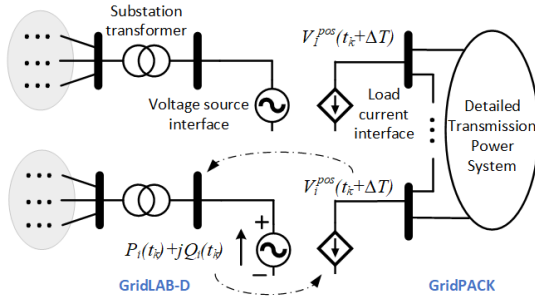 Substation
transformer
V_I^{pos}(t_k+ΔT)
Voltage source
interface
Load
current
interface
Detailed
Transmission
Power
System
V_i^{pos}(t_k+ΔT)
+
P_i(t_k)+jQ_i(t_k)
−
GridLAB-D
GridPACK